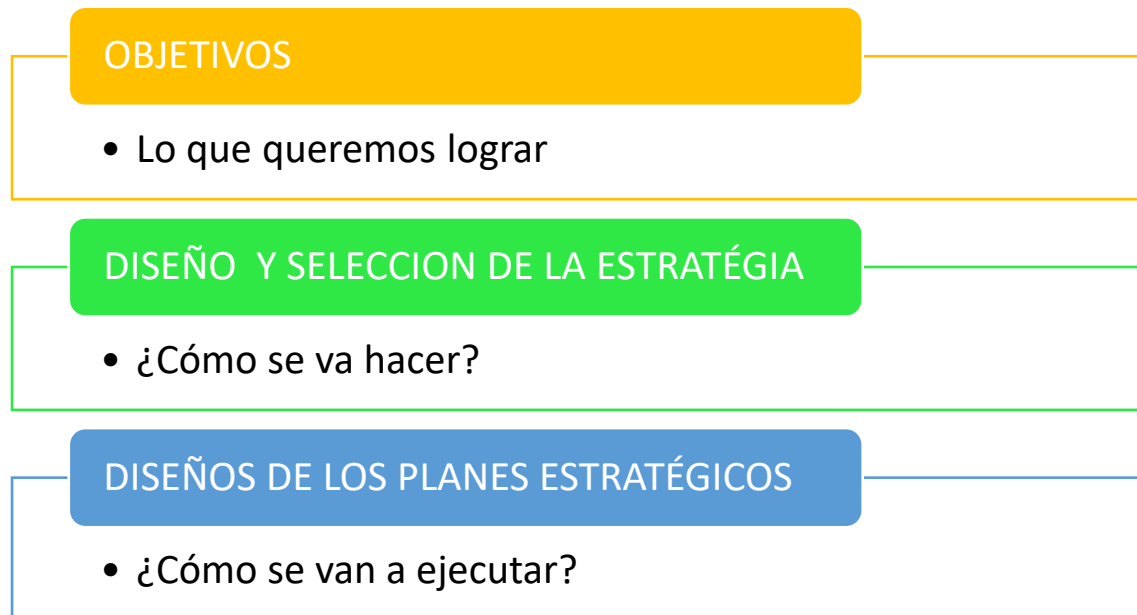 OBJETIVOS
• Lo que queremos lograr
DISEÑO  Y SELECCION DE LA ESTRATÉGIA
• ¿Cómo se va hacer?
DISEÑOS DE LOS PLANES ESTRATÉGICOS
• ¿Cómo se van a ejecutar?